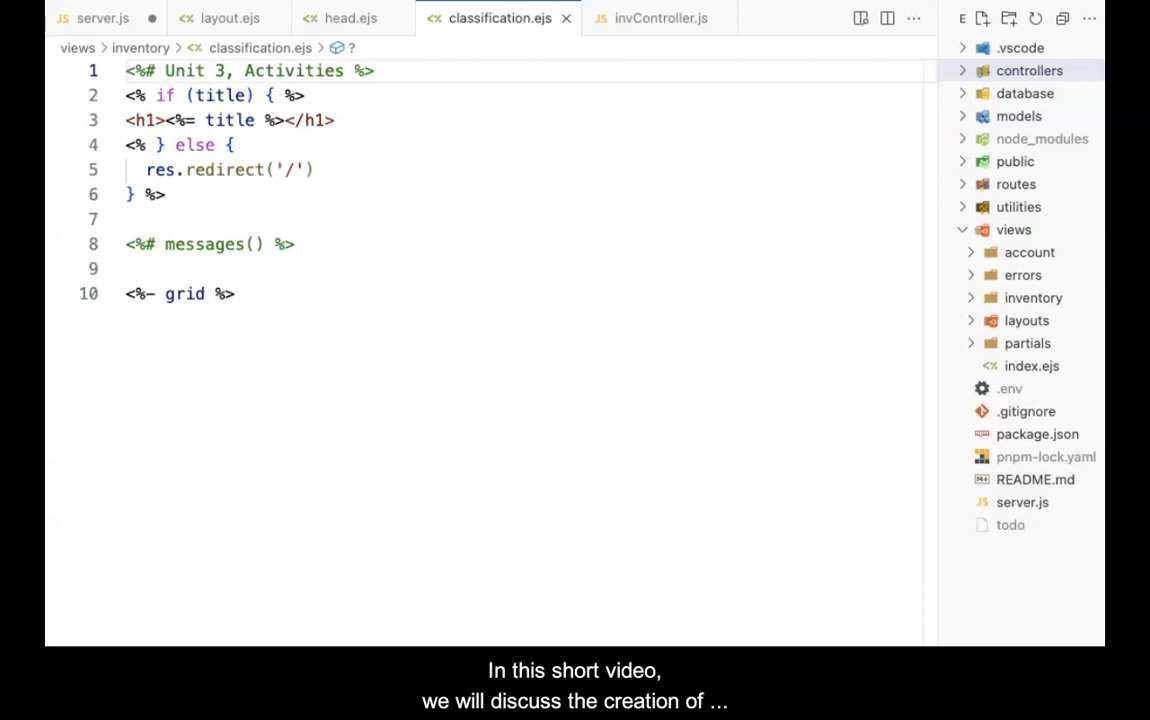 server.js
layout.ejs
head.ejs
classification.ejs
invController.js
E
views > inventory > classification.ejs > ?
1 <%# Unit 3, Activities %>
2 <% if (title) { %>
3 <h1><%= title %></h1>
4 <% } else {
5 res.redirect('/')
6 } %>
7
8 <%# messages() %>
9
10 <%- grid %>
.vscode
controllers
database
models
node_modules
public
routes
utilities
views
account
errors
inventory
layouts
partials
index.ejs
.env
.gitignore
package.json
pnpm-lock.yaml
README.md
server.js
todo
In this short video,
we will discuss the creation of ...